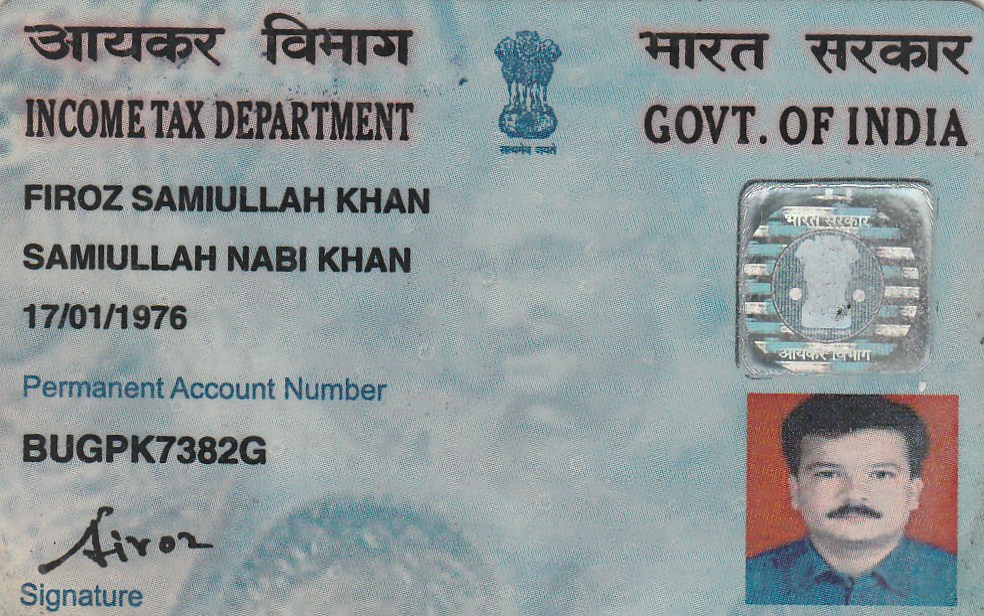 आयकर विभाग
INCOME TAX DEPARTMENT
सत्यमेव जयते
भारत सरकार
GOVT. OF INDIA
FIROZ SAMIULLAH KHAN
SAMIULLAH NABI KHAN
17/01/1976
Permanent Account Number
BUGPK7382G
Firoz
Signature
भारत सरकार
आयकर विभाग